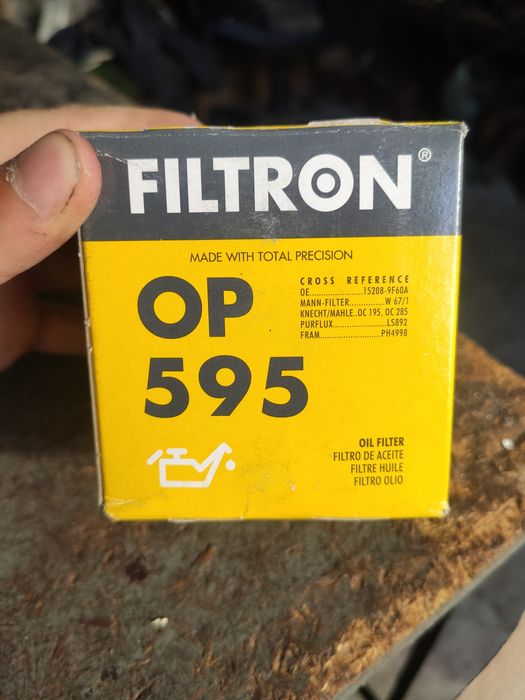 FILTRON®
MADE WITH TOTAL PRECISION
OP
595
CROSS REFERENCE
OE......................15208-9F60A
MANN-FILTER............W 67/1
KNECHT/MAHLE..OC 195, OC 285
PURFLUX....................LS892
FRAM.......................PH4998
OIL FILTER
FILTRO DE ACEITE
FILTRE HUILE
FILTRO OLIO